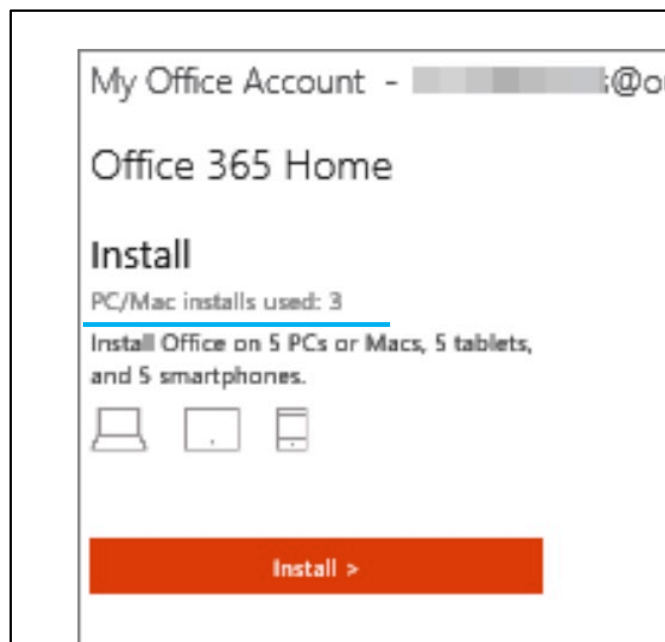 My Office Account -
Office 365 Home
Install
PC/Mac installs used: 3
Install Office on 5 PCs or Macs, 5 tablets,
and 5 smartphones.
Install >